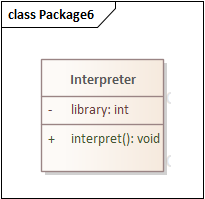 class Package6
Interpreter
- library: int
+ interpret(): void